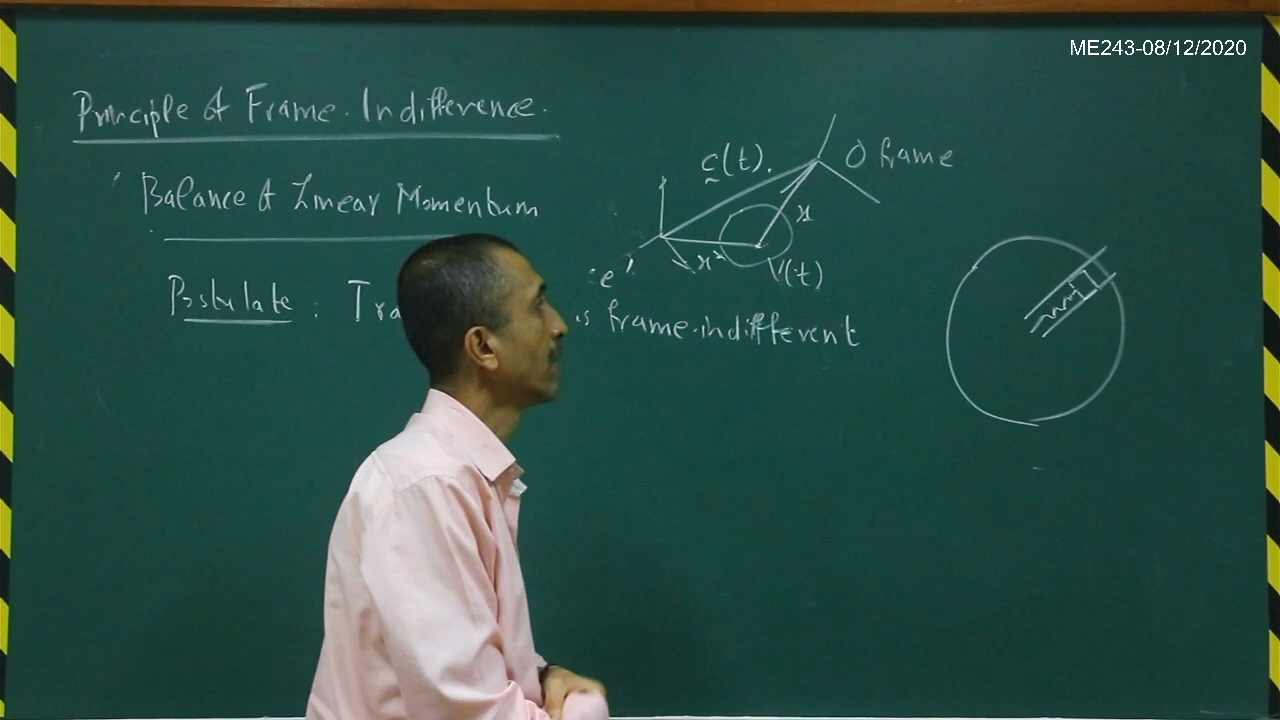 ME243-08/12/2020
Principle of Frame-Indifference.
Balance of Linear Momentum
Postulate : Tra is frame-indifferent
c(t).
O frame
x
x*
V(t)
'e'